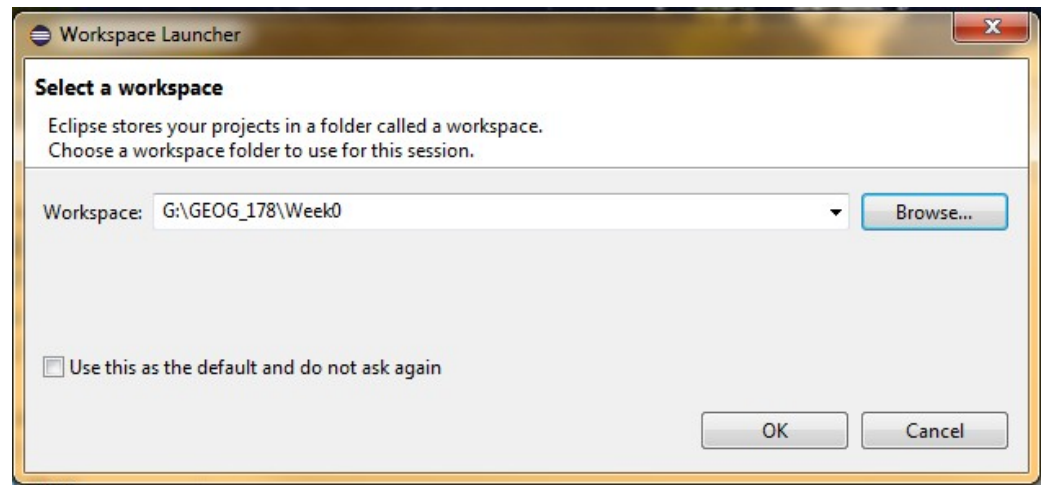 Workspace Launcher
X
Select a workspace
Eclipse stores your projects in a folder called a workspace.
Choose a workspace folder to use for this session.
Workspace: G:\GEOG_178\Week0 Browse...
Use this as the default and do not ask again
OK Cancel